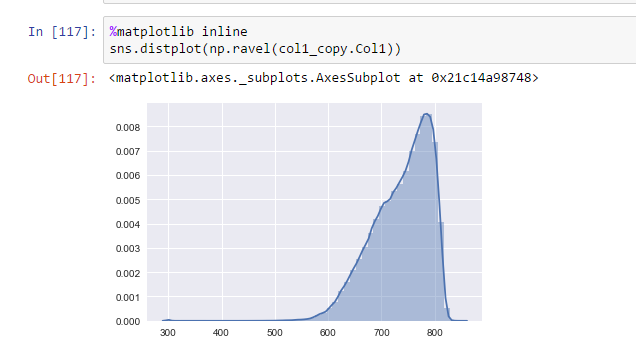 In [117]: %matplotlib inline
sns.distplot(np.ravel(col1_copy.Col1))
Out[117]: <matplotlib.axes._subplots.AxesSubplot at 0x21c14a98748>
0.008
0.007
0.006
0.005
0.004
0.003
0.002
0.001
0.000
300 400 500 600 700 800